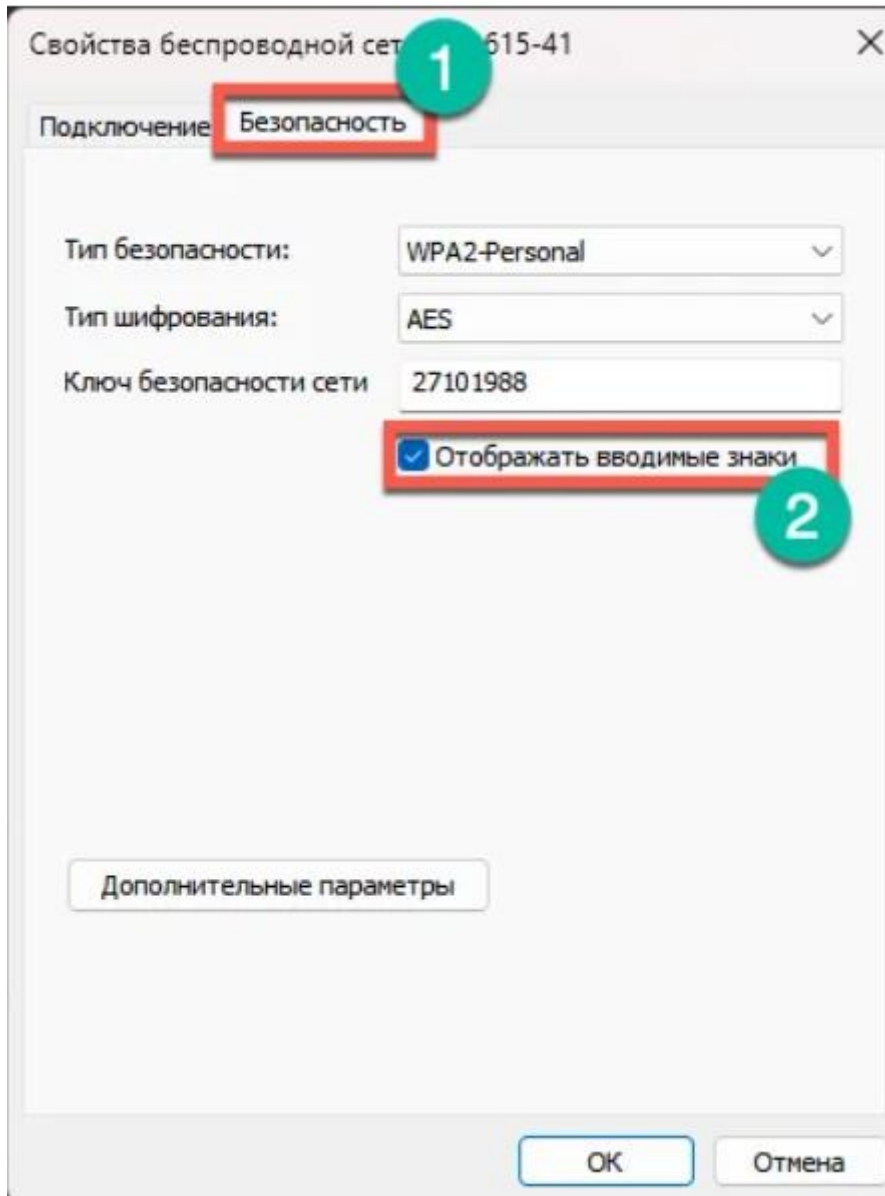 Свойства беспроводной сет 615-41
1
Подключение Безопасность
Тип безопасности: WPA2-Personal
Тип шифрования: AES
Ключ безопасности сети 27101988
Отображать вводимые знаки
2
Дополнительные параметры
OK Отмена